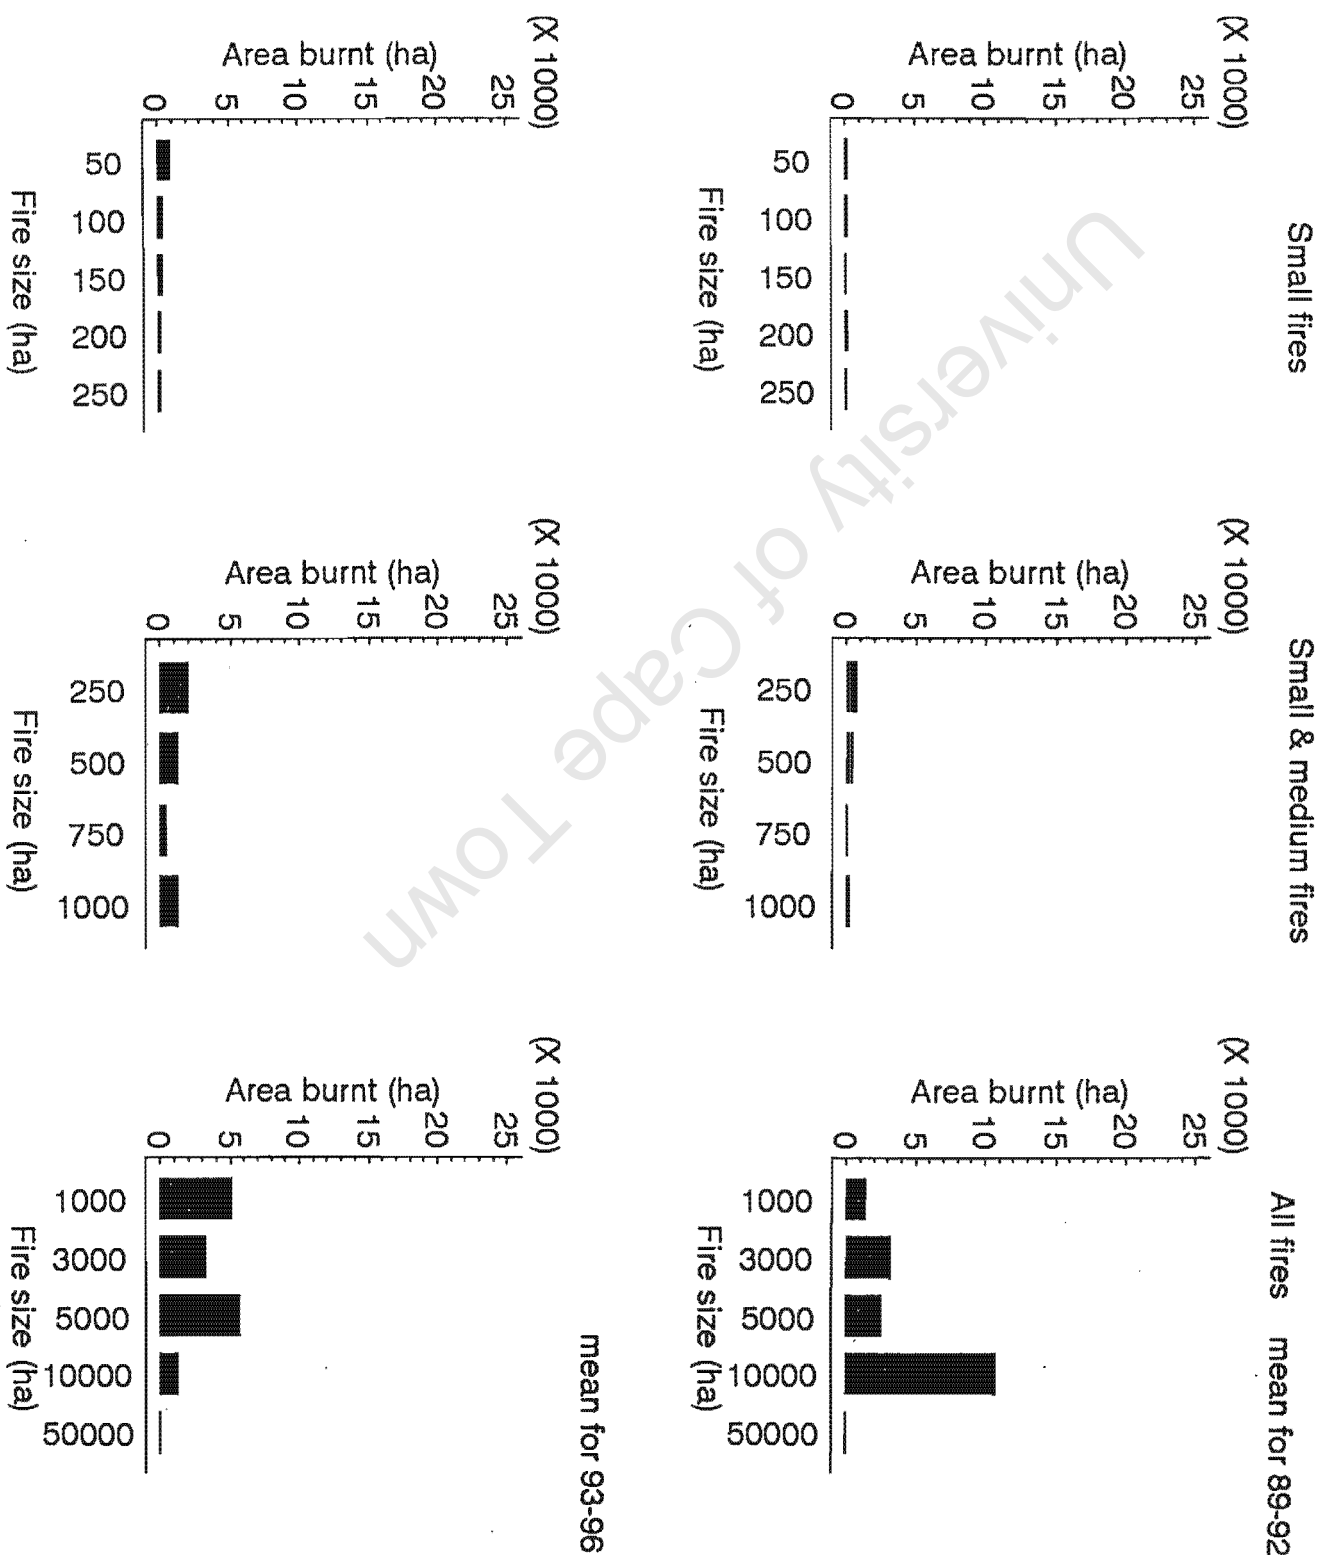 Small fires
Small & medium fires
All fires
mean for 89-92
(X 1000)
25
20
15
10
5
0
Area burnt (ha)
50
100
150
200
250
Fire size (ha)
(X 1000)
25
20
15
10
5
0
Area burnt (ha)
250
500
750
1000
Fire size (ha)
(X 1000)
25
20
15
10
5
0
Area burnt (ha)
1000
3000
5000
10000
50000
Fire size (ha)
mean for 93-96
(X 1000)
25
20
15
10
5
0
Area burnt (ha)
50
100
150
200
250
Fire size (ha)
(X 1000)
25
20
15
10
5
0
Area burnt (ha)
250
500
750
1000
Fire size (ha)
(X 1000)
25
20
15
10
5
0
Area burnt (ha)
1000
3000
5000
10000
50000
Fire size (ha)
University of Cape Town